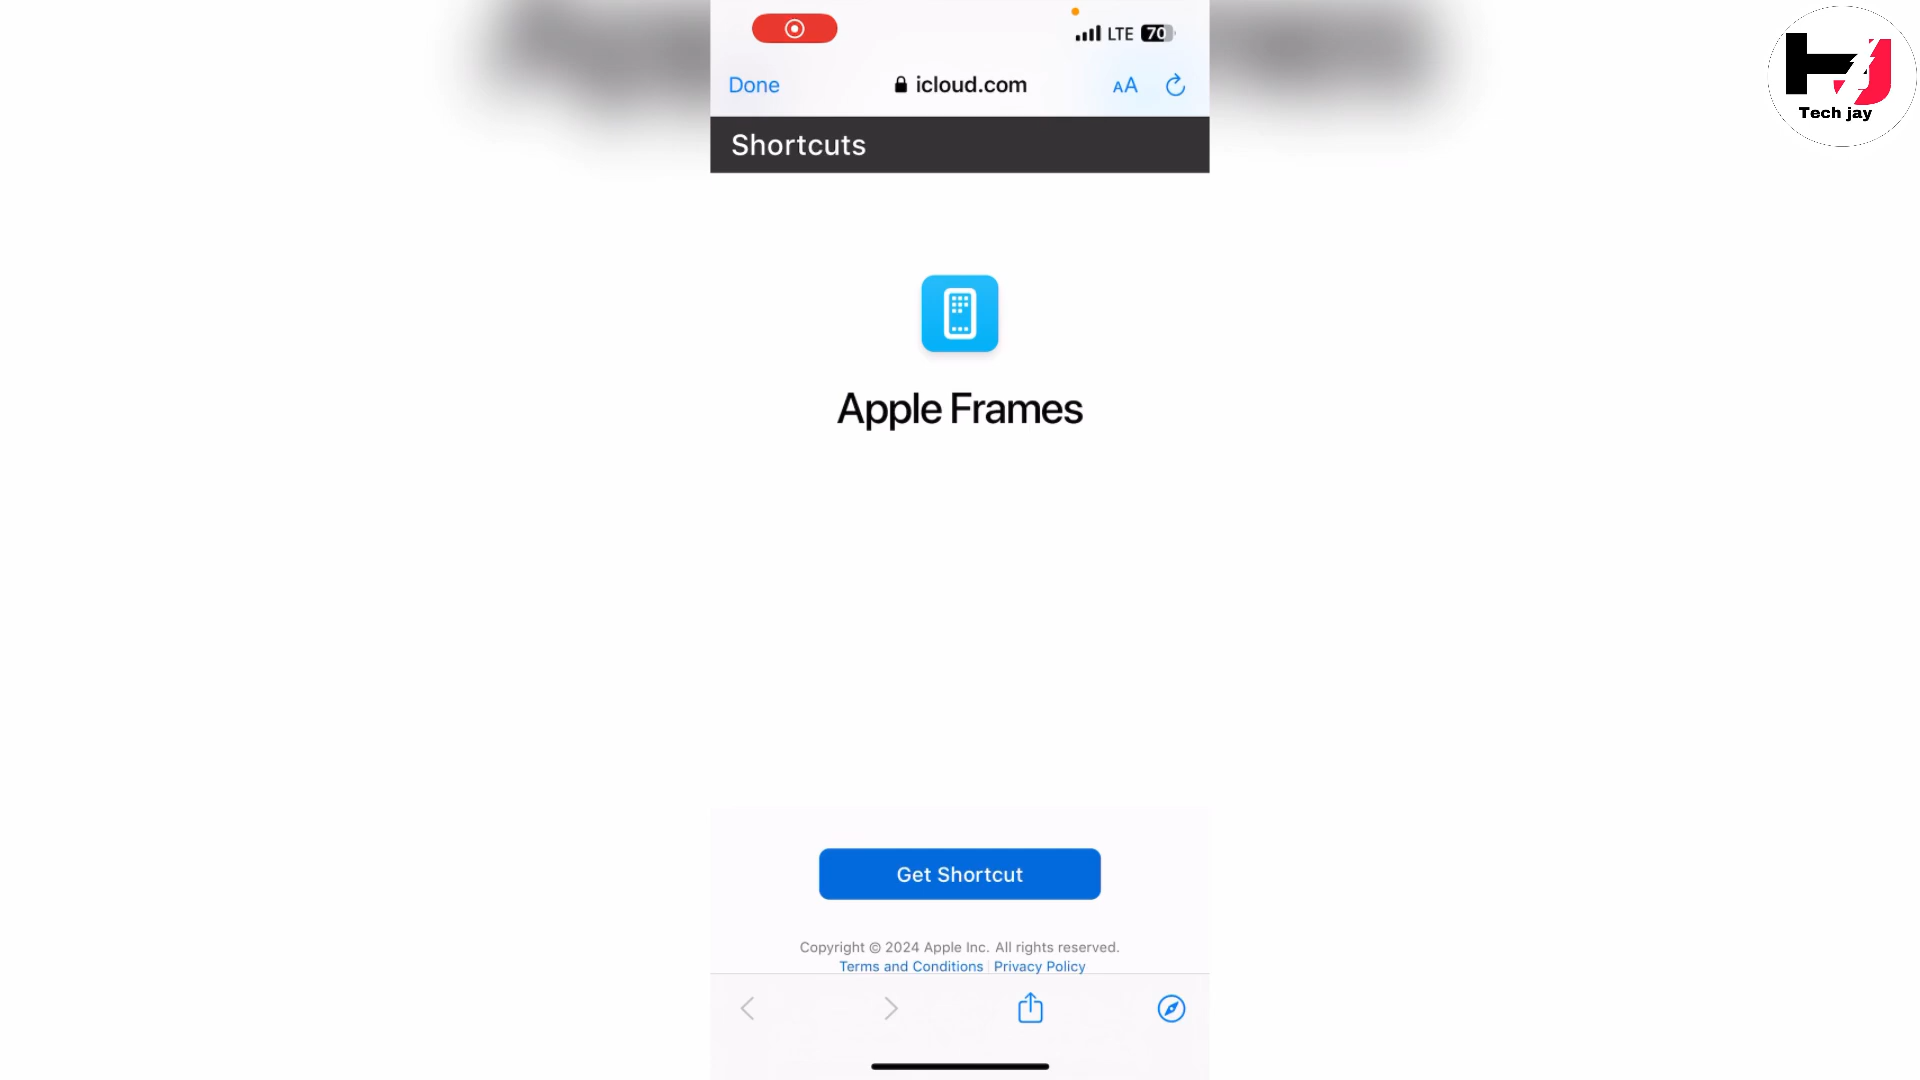 LTE 70
Done icloud.com AA
Shortcuts
Tech jay
Apple Frames
Get Shortcut
Copyright © 2024 Apple Inc. All rights reserved.
Terms and Conditions | Privacy Policy